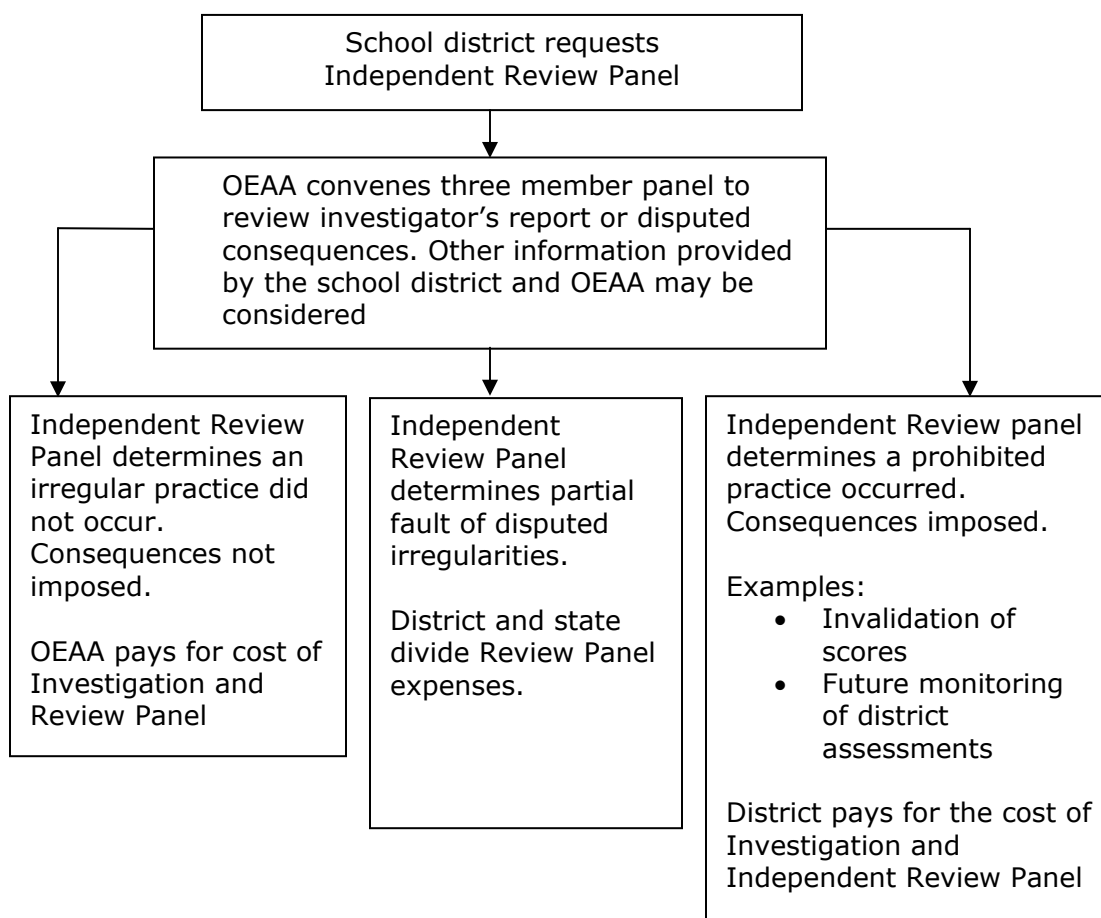 School district requests
Independent Review Panel
OEAA convenes three member panel to
review investigator’s report or disputed
consequences. Other information provided
by the school district and OEAA may be
considered
Independent Review
Panel determines an
irregular practice did
not occur.
Consequences not
imposed.
OEAA pays for cost of
Investigation and
Review Panel
Independent
Review Panel
determines partial
fault of disputed
irregularities.
District and state
divide Review Panel
expenses.
Independent Review panel
determines a prohibited
practice occurred.
Consequences imposed.
Examples:
• Invalidation of
scores
• Future monitoring
of district
assessments
District pays for the cost of
Investigation and
Independent Review Panel